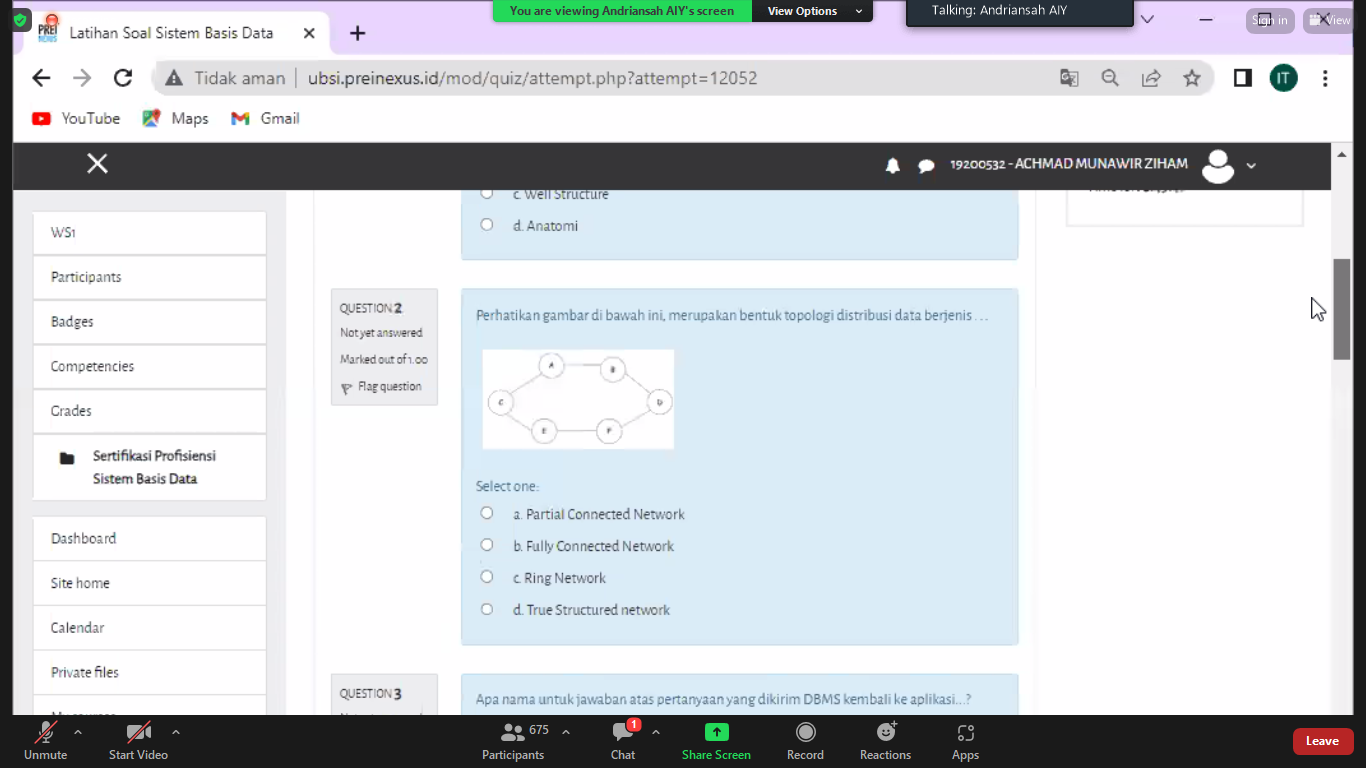 You are viewing Andriansah AIY's screen
View Options
Talking: Andriansah AIY
Sign in
View
PREI
NEXUS
Latihan Soal Sistem Basis Data
Tidak aman
ubsi.preinexus.id/mod/quiz/attempt.php?attempt=12052
IT
YouTube
Maps
Gmail
19200532 - ACHMAD MUNAWIR ZIHAM
WS1
Participants
Badges
Competencies
Grades
Sertifikasi Profisiensi
Sistem Basis Data
Dashboard
Site home
Calendar
Private files
c. Well Structure
d. Anatomi
QUESTION 2
Not yet answered
Marked out of 1.00
Flag question
Perhatikan gambar di bawah ini, merupakan bentuk topologi distribusi data berjenis . . .
A
B
C
D
E
F
Select one:
a. Partial Connected Network
b. Fully Connected Network
c. Ring Network
d. True Structured network
QUESTION 3
Apa nama untuk jawaban atas pertanyaan yang dikirim DBMS kembali ke aplikasi...?
Unmute
Start Video
675
Participants
1
Chat
Share Screen
Record
Reactions
Apps
Leave